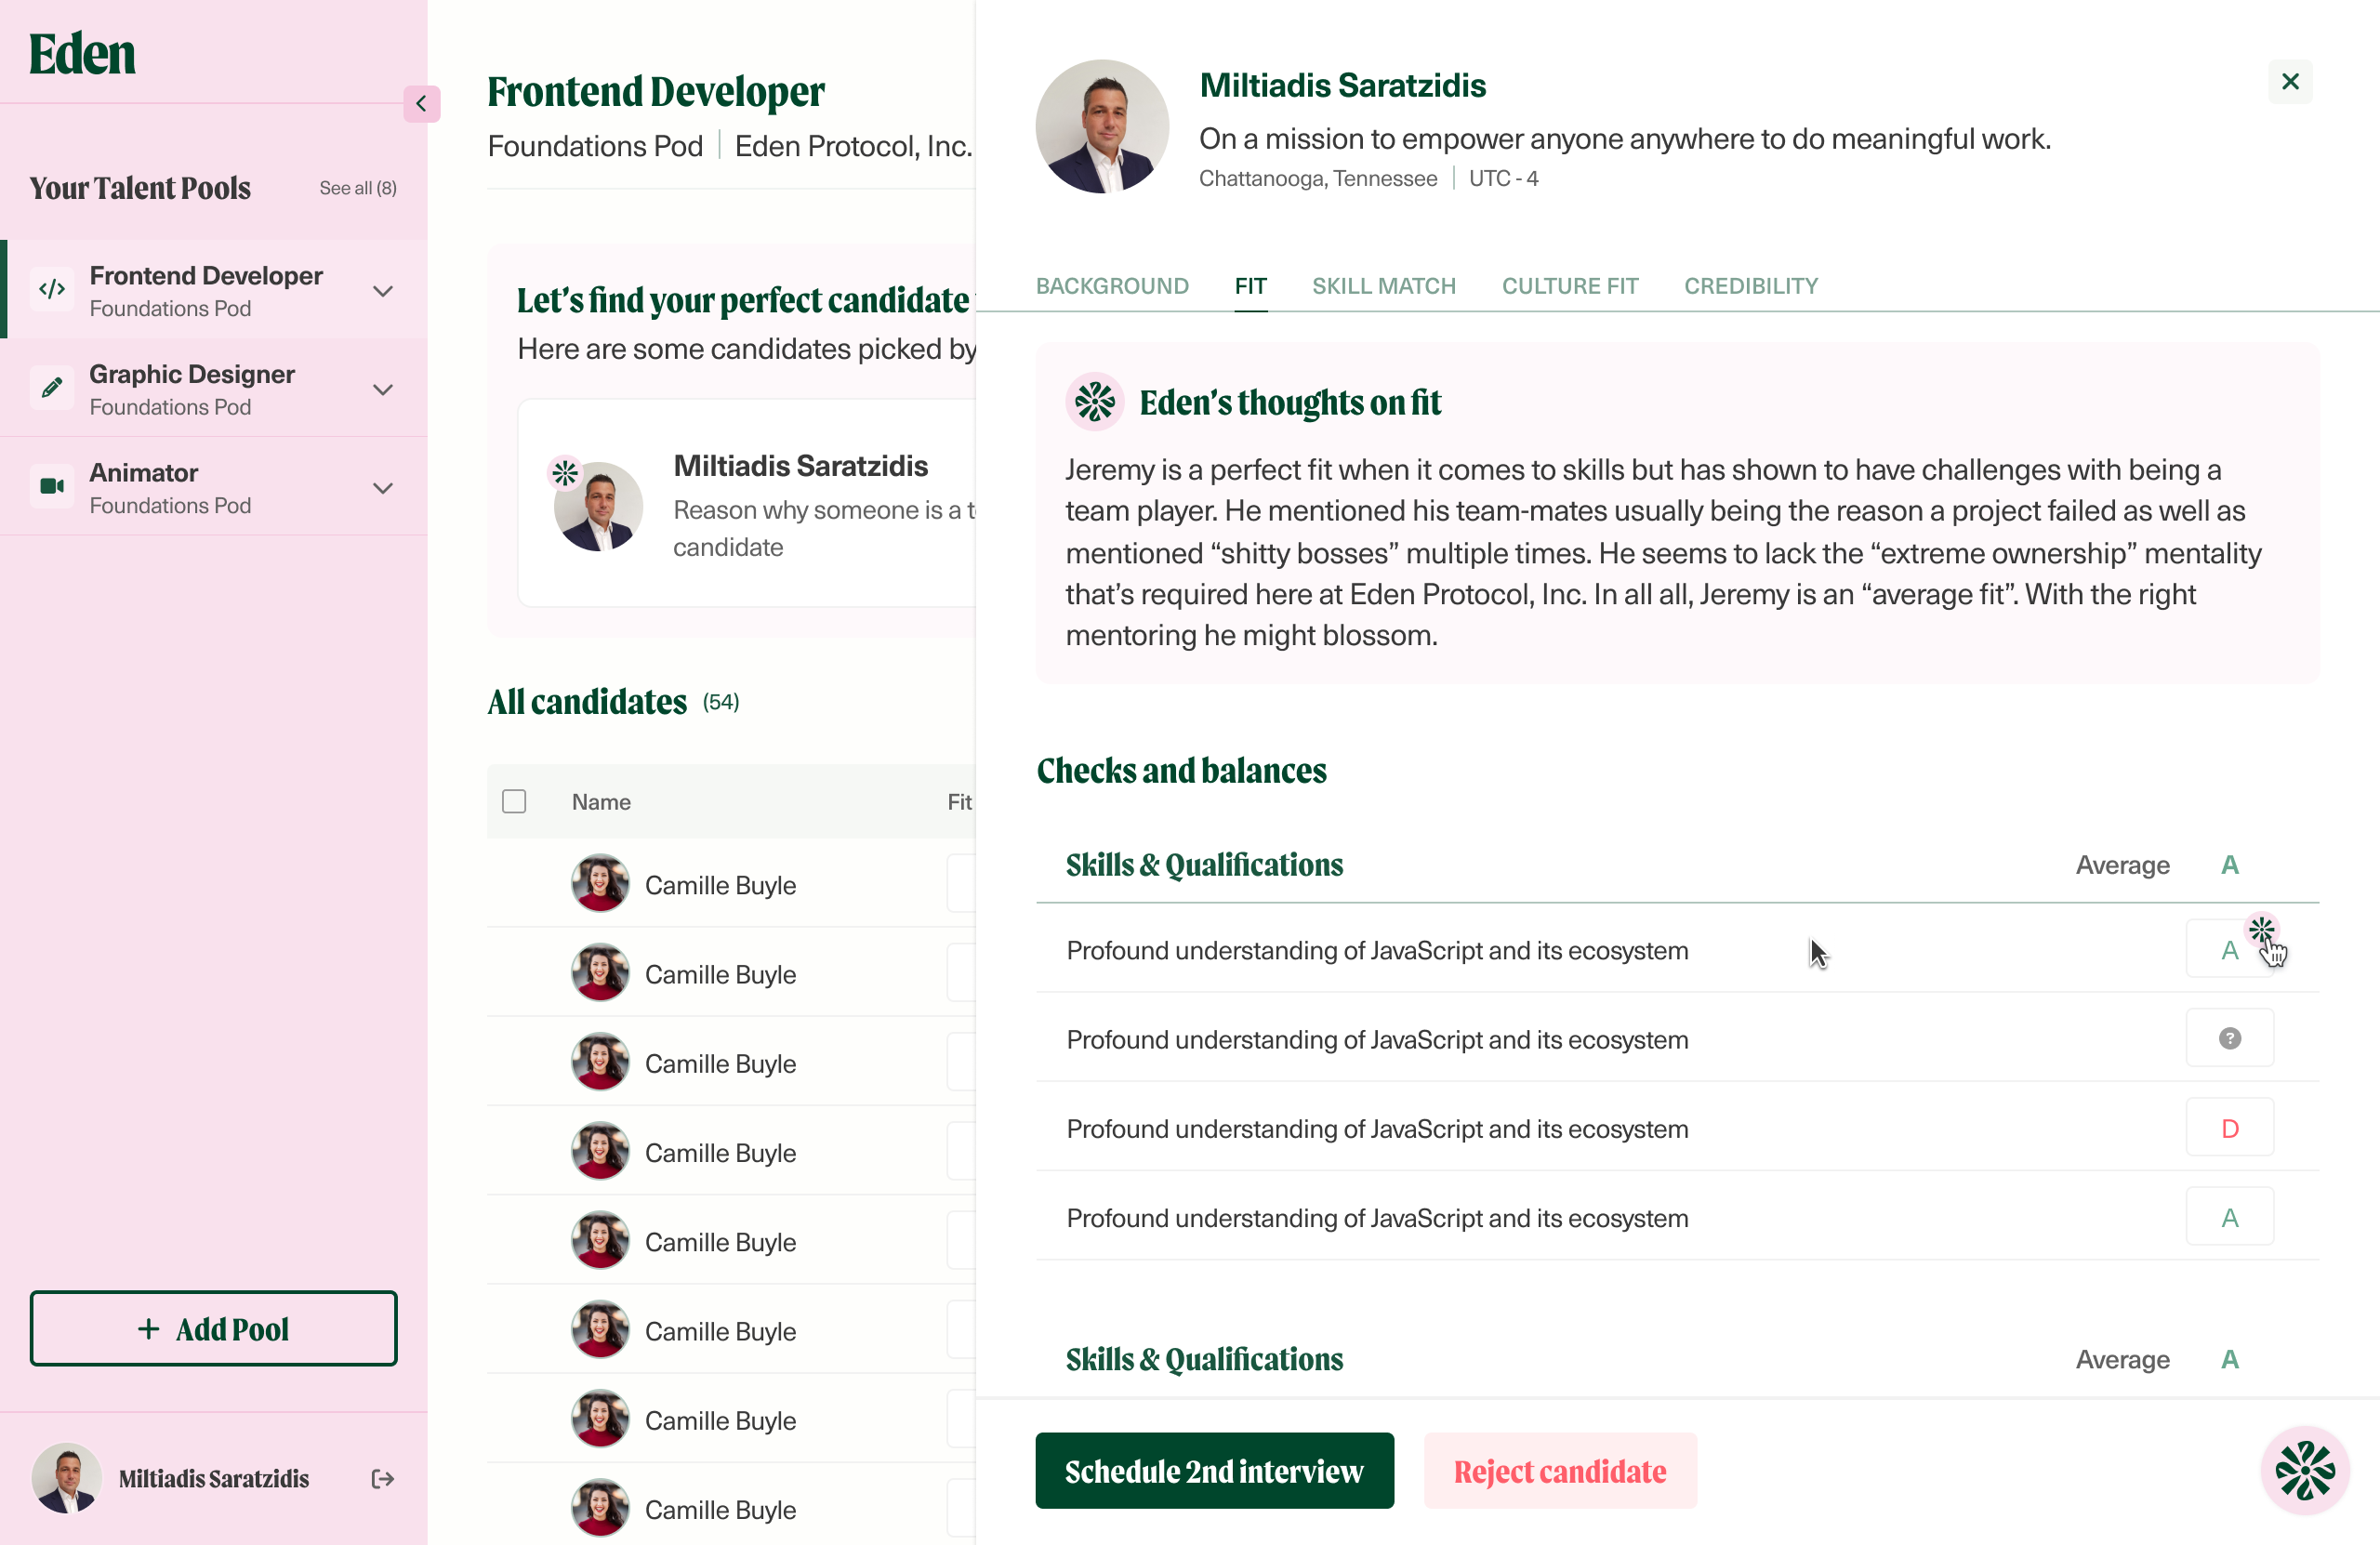 Eden
Your Talent Pools
See all (8)
Frontend Developer
Foundations Pod
Graphic Designer
Foundations Pod
Animator
Foundations Pod
+ Add Pool
Miltiadis Saratzidis
Frontend Developer
Foundations Pod | Eden Protocol, Inc.
Let’s find your perfect candidate
Here are some candidates picked by
Miltiadis Saratzidis
Reason why someone is a
candidate
All candidates (54)
Name
Fit
Camille Buyle
Camille Buyle
Camille Buyle
Camille Buyle
Camille Buyle
Camille Buyle
Camille Buyle
Camille Buyle
Miltiadis Saratzidis
On a mission to empower anyone anywhere to do meaningful work.
Chattanooga, Tennessee | UTC - 4
BACKGROUND
FIT
SKILL MATCH
CULTURE FIT
CREDIBILITY
Eden’s thoughts on fit
Jeremy is a perfect fit when it comes to skills but has shown to have challenges with being a
team player. He mentioned his team-mates usually being the reason a project failed as well as
mentioned “shitty bosses” multiple times. He seems to lack the “extreme ownership” mentality
that’s required here at Eden Protocol, Inc. In all all, Jeremy is an “average fit”. With the right
mentoring he might blossom.
Checks and balances
Skills & Qualifications
Average A
Profound understanding of JavaScript and its ecosystem
A
Profound understanding of JavaScript and its ecosystem
?
Profound understanding of JavaScript and its ecosystem
D
Profound understanding of JavaScript and its ecosystem
A
Skills & Qualifications
Average A
Schedule 2nd interview
Reject candidate